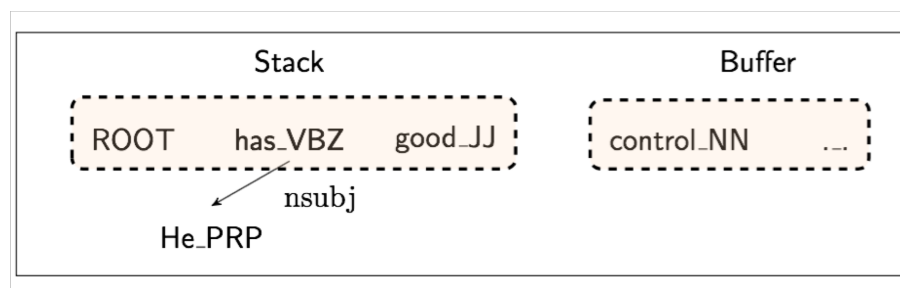 Stack Buffer
ROOT has_VBZ good_JJ control_NN ._.
nsubj
He_PRP